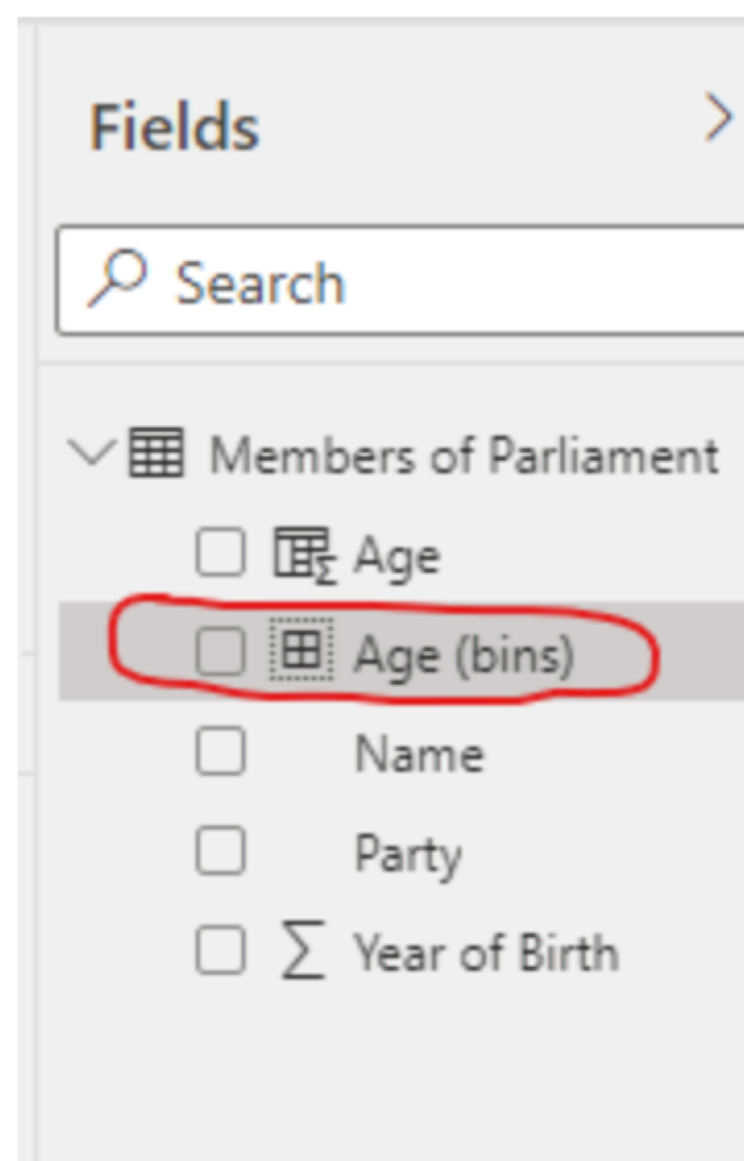 Fields
Search
Members of Parliament
Age
Age (bins)
Name
Party
Year of Birth